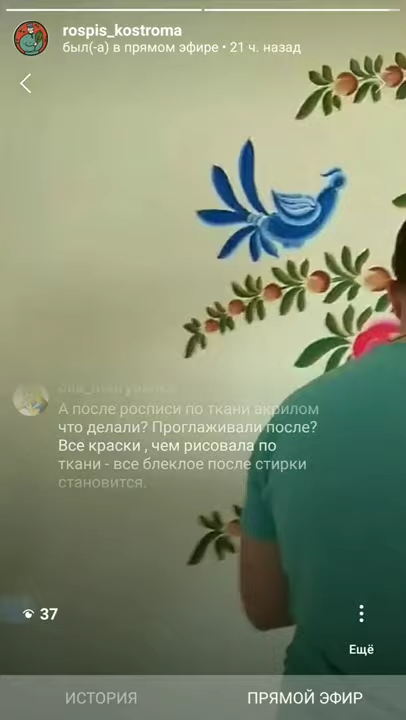 rospis_kostroma
был(-а) в прямом эфире • 21 ч. назад
А после росписи по ткани акрилом
что делали? Проглаживали после?
Все краски , чем рисовала по
ткани - все блеклое после стирки
становится.
37
Ещё
ИСТОРИЯ
ПРЯМОЙ ЭФИР